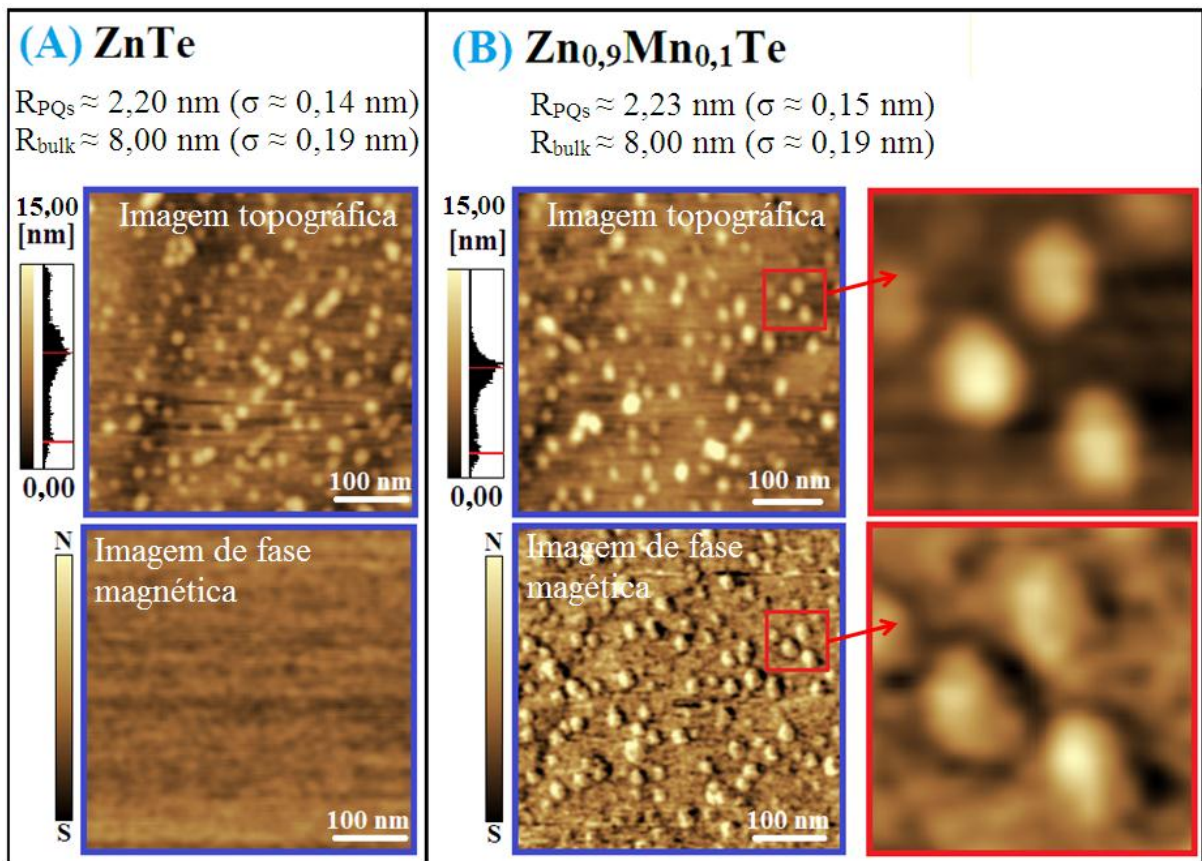 (A) ZnTe
R_PQs ≈ 2,20 nm (σ ≈ 0,14 nm)
R_bulk ≈ 8,00 nm (σ ≈ 0,19 nm)
15,00
[nm]
0,00
Imagem topográfica
100 nm
N
S
Imagem de fase
magnética
100 nm
(B) Zn₀,₉Mn₀,₁Te
R_PQs ≈ 2,23 nm (σ ≈ 0,15 nm)
R_bulk ≈ 8,00 nm (σ ≈ 0,19 nm)
15,00
[nm]
0,00
Imagem topográfica
100 nm
N
S
Imagem de fase
magética
100 nm